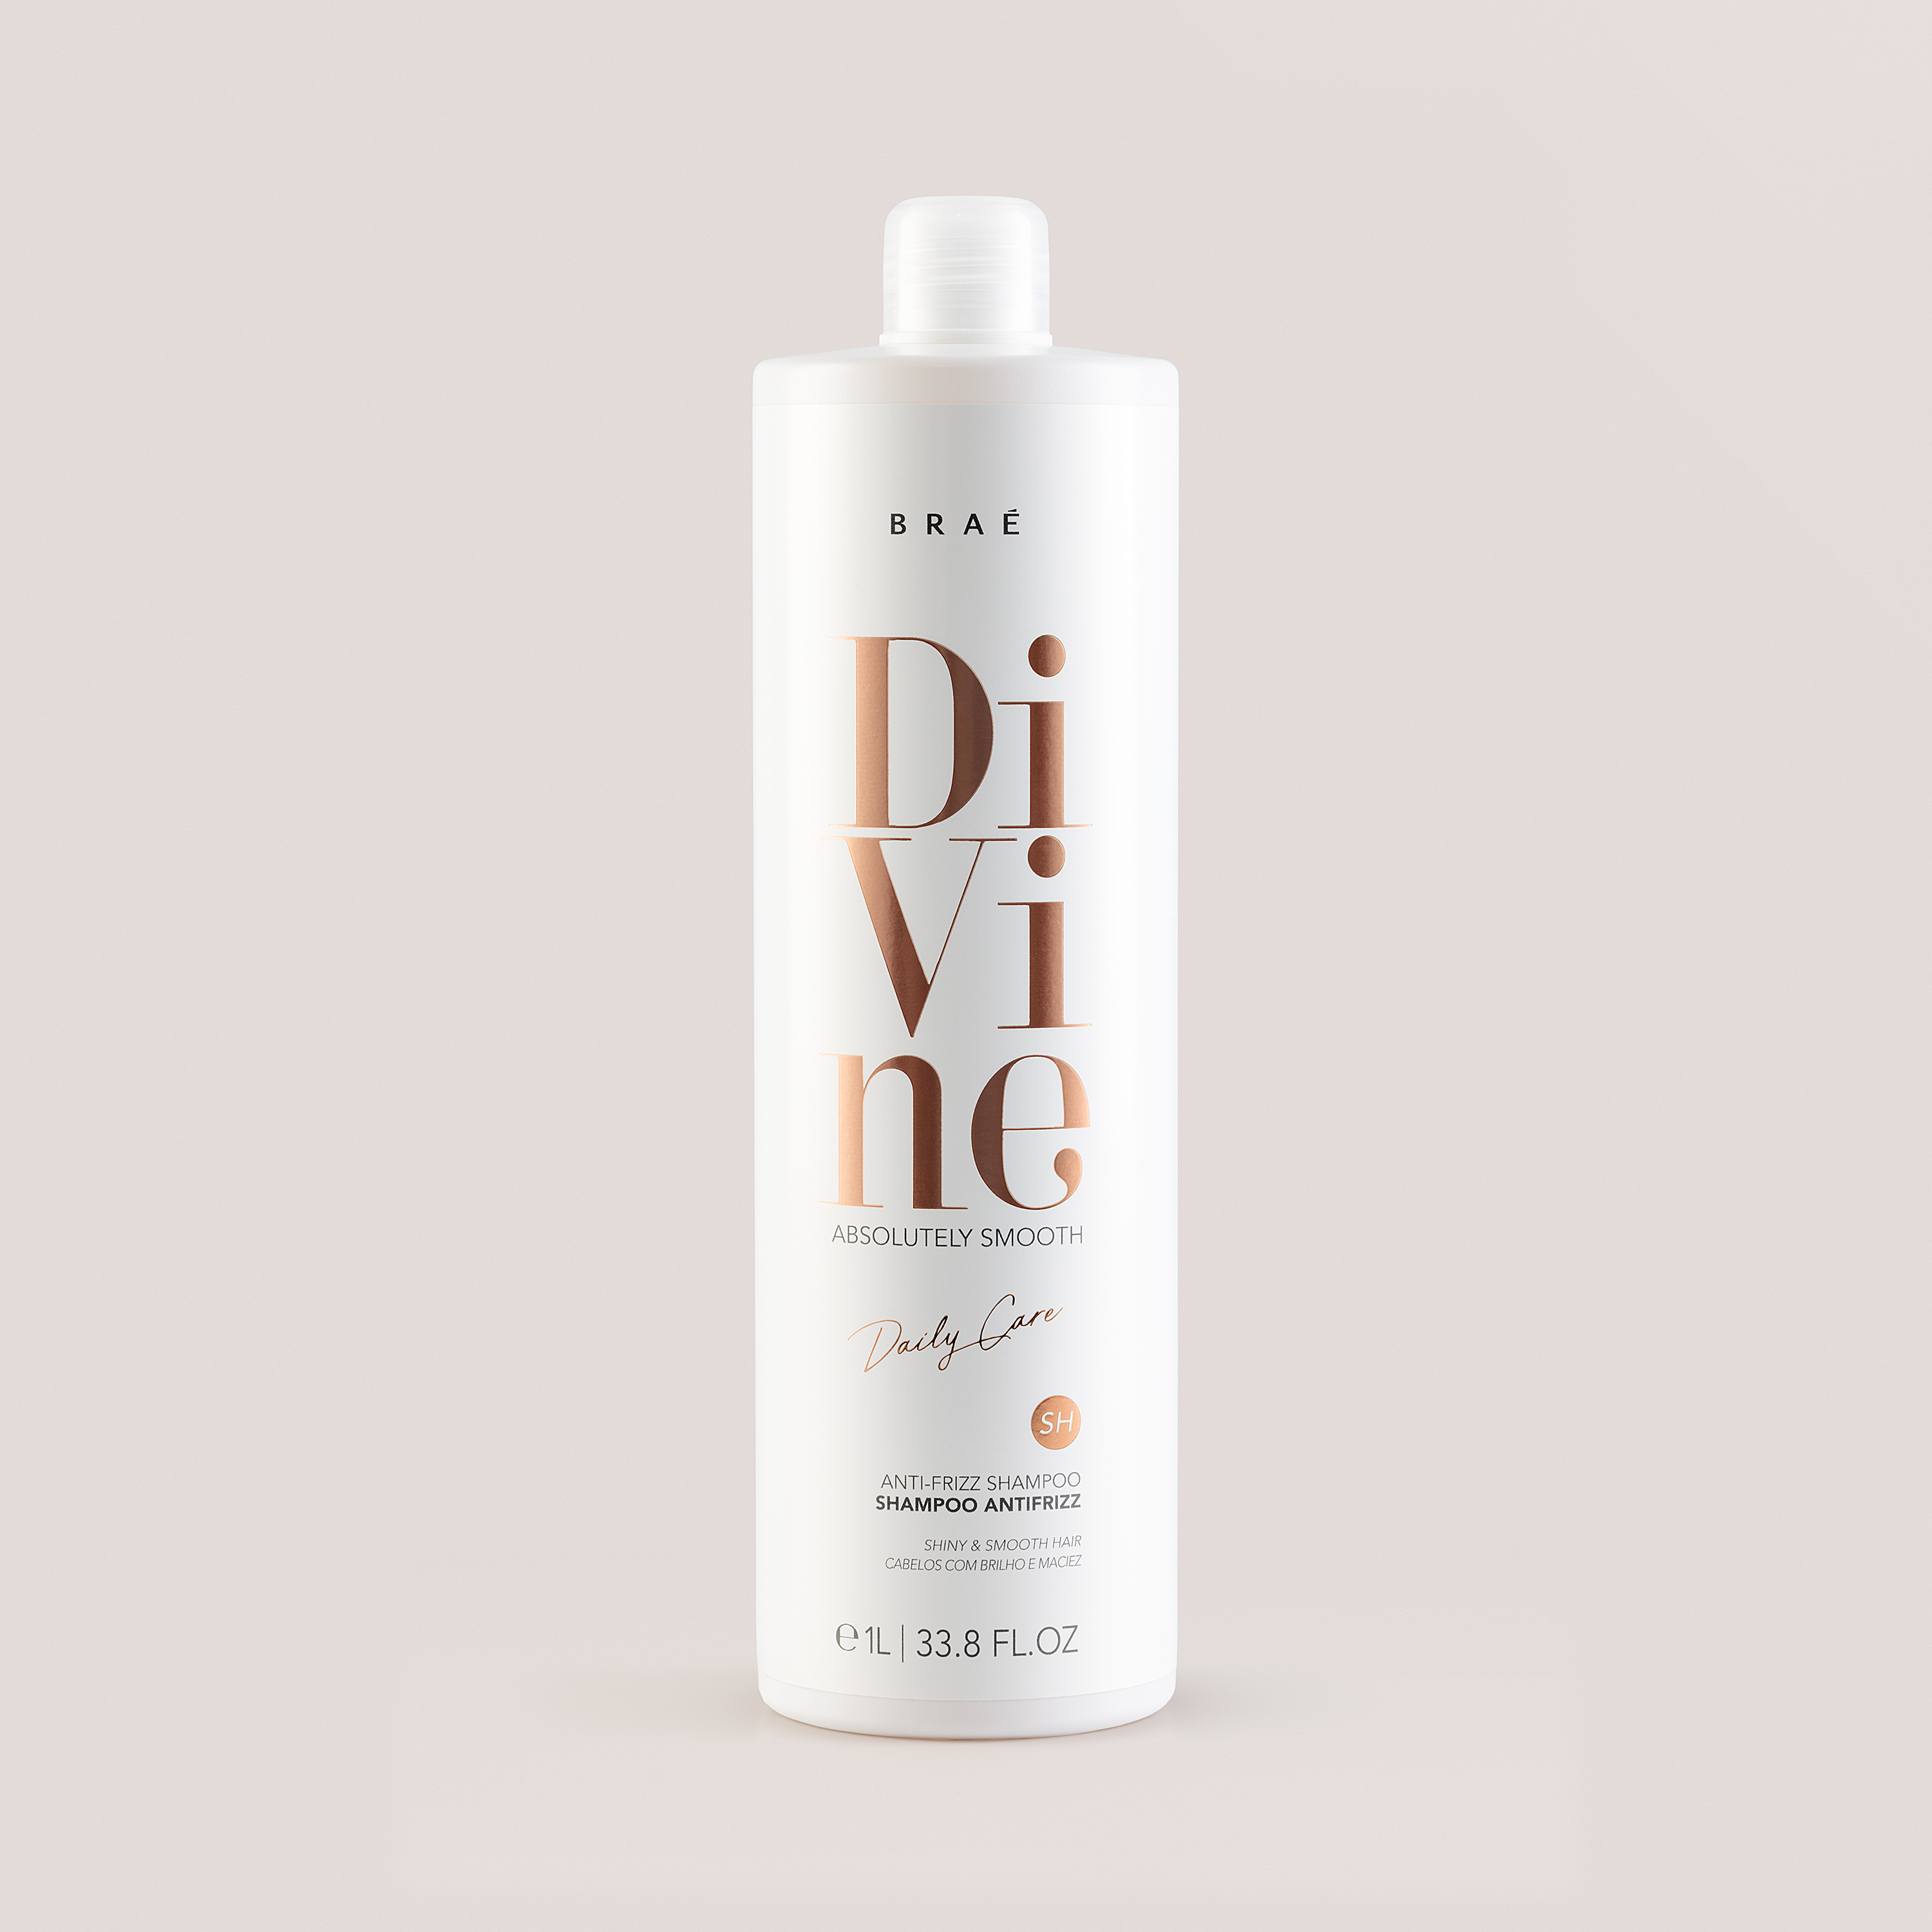 BRAÉ
Di
Vi
ne
ABSOLUTELY SMOOTH
Daily Care
SH
ANTI-FRIZZ SHAMPOO
SHAMPOO ANTIFRIZZ
SHINY & SMOOTH HAIR
CABELOS COM BRILHO E MACIEZ
℮1L | 33.8 FL.OZ